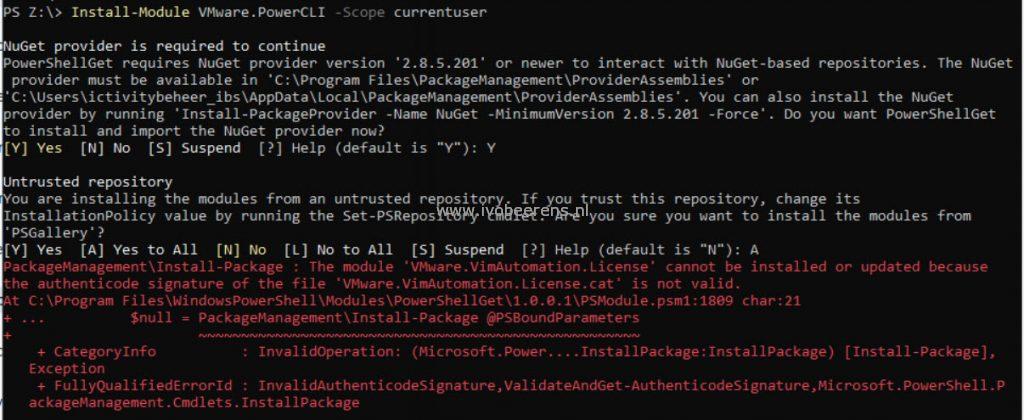 PS Z:\> Install-Module VMware.PowerCLI -Scope currentuser
NuGet provider is required to continue
PowerShellGet requires NuGet provider version '2.8.5.201' or newer to interact with NuGet-based repositories. The NuGet
provider must be available in 'C:\Program Files\PackageManagement\ProviderAssemblies' or
'C:\Users\ictivitybeheer_ibs\AppData\Local\PackageManagement\ProviderAssemblies'. You can also install the NuGet
provider by running 'Install-PackageProvider -Name NuGet -MinimumVersion 2.8.5.201 -Force'. Do you want PowerShellGet
to install and import the NuGet provider now?
[Y] Yes  [N] No  [S] Suspend  [?] Help (default is "Y"): Y
Untrusted repository
You are installing the modules from an untrusted repository. If you trust this repository, change its
InstallationPolicy value by running the Set-PSRepository cmdlet. Are you sure you want to install the modules from
www.ivobeerens.nl
'PSGallery'?
[Y] Yes  [A] Yes to All  [N] No  [L] No to All  [S] Suspend  [?] Help (default is "N"): A
PackageManagement\Install-Package : The module 'VMware.VimAutomation.License' cannot be installed or updated because
the authenticode signature of the file 'VMware.VimAutomation.License.cat' is not valid.
At C:\Program Files\WindowsPowerShell\Modules\PowerShellGet\1.0.0.1\PSModule.psm1:1809 char:21
+ ...          $null = PackageManagement\Install-Package @PSBoundParameters
+                      ~~~~~~~~~~~~~~~~~~~~~~~~~~~~~~~~~~~~~~~~~~~~~~~~~~~~
    + CategoryInfo          : InvalidOperation: (Microsoft.Power....InstallPackage:InstallPackage) [Install-Package],
   Exception
    + FullyQualifiedErrorId : InvalidAuthenticodeSignature,ValidateAndGet-AuthenticodeSignature,Microsoft.PowerShell.P
   ackageManagement.Cmdlets.InstallPackage